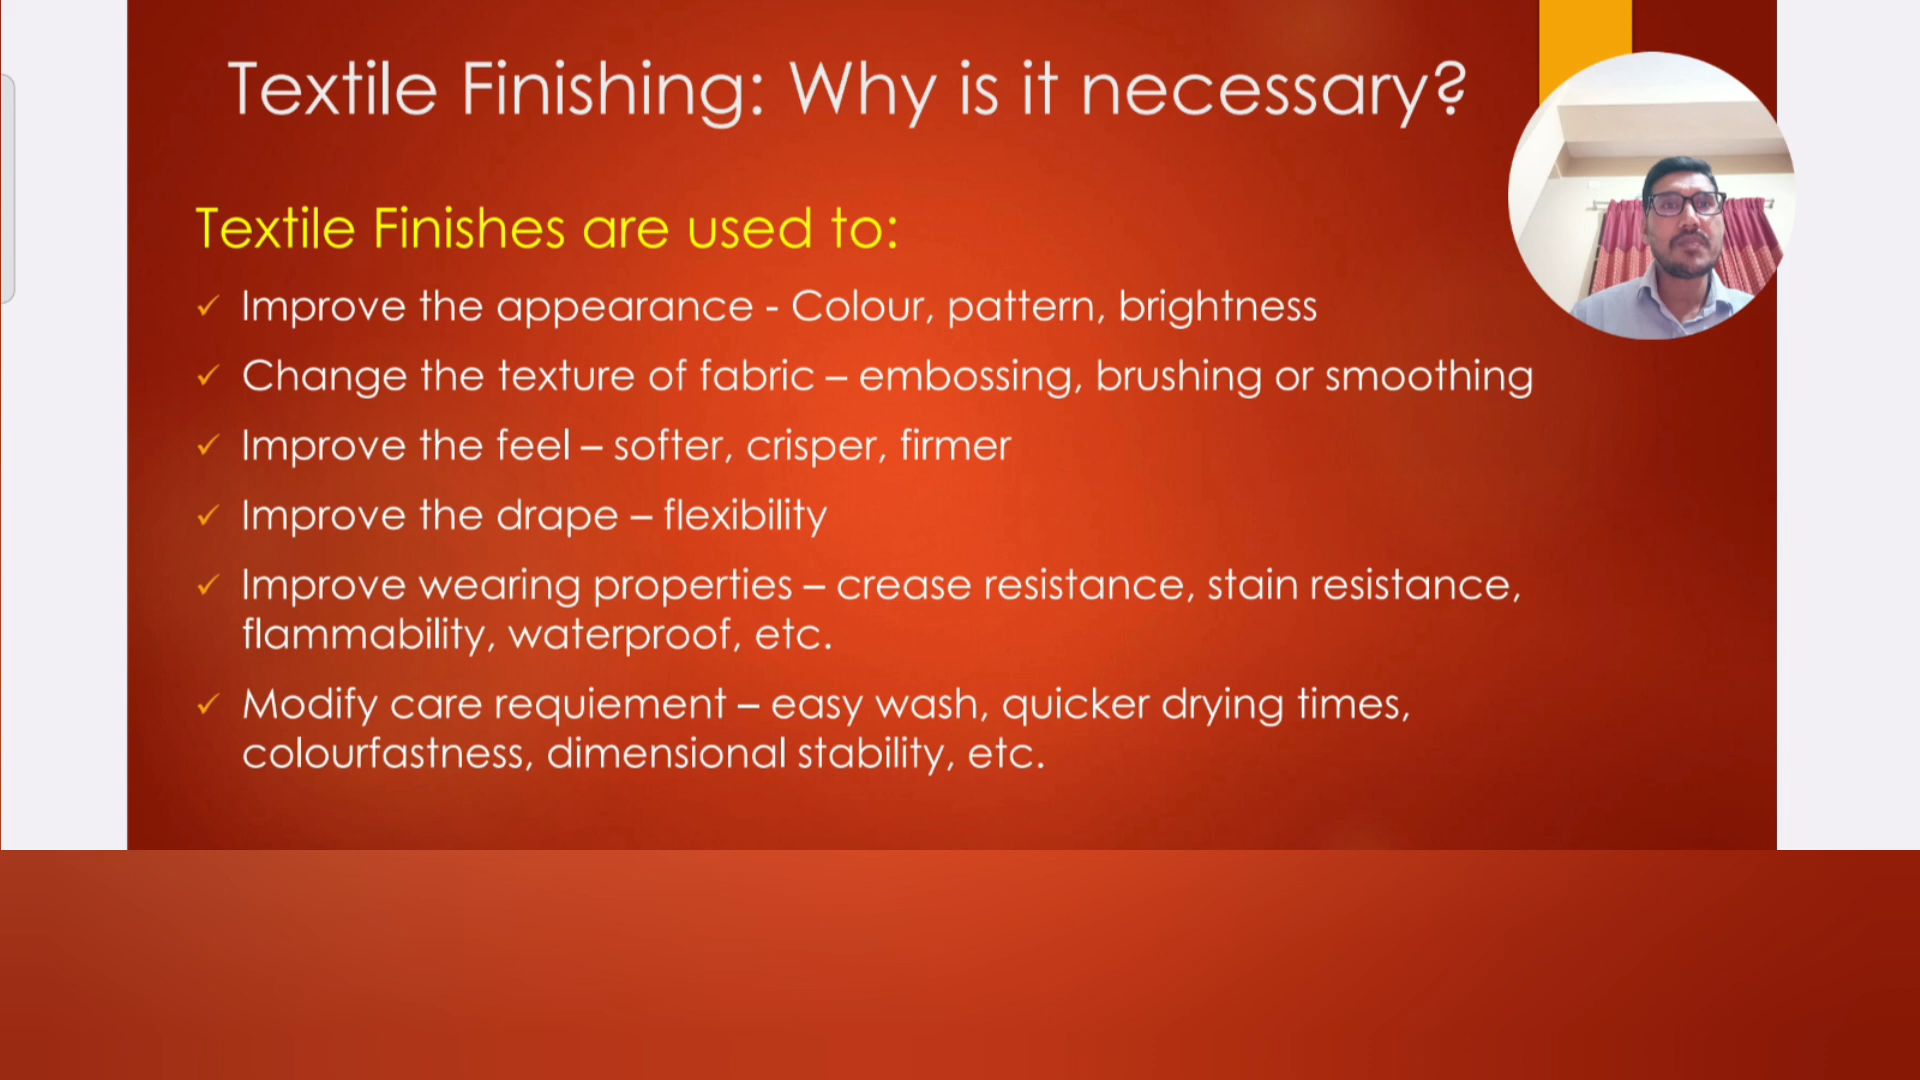 Textile Finishing: Why is it necessary?
Textile Finishes are used to:
✓ Improve the appearance - Colour, pattern, brightness
✓ Change the texture of fabric – embossing, brushing or smoothing
✓ Improve the feel – softer, crisper, firmer
✓ Improve the drape – flexibility
✓ Improve wearing properties – crease resistance, stain resistance,
flammability, waterproof, etc.
✓ Modify care requiement – easy wash, quicker drying times,
colourfastness, dimensional stability, etc.